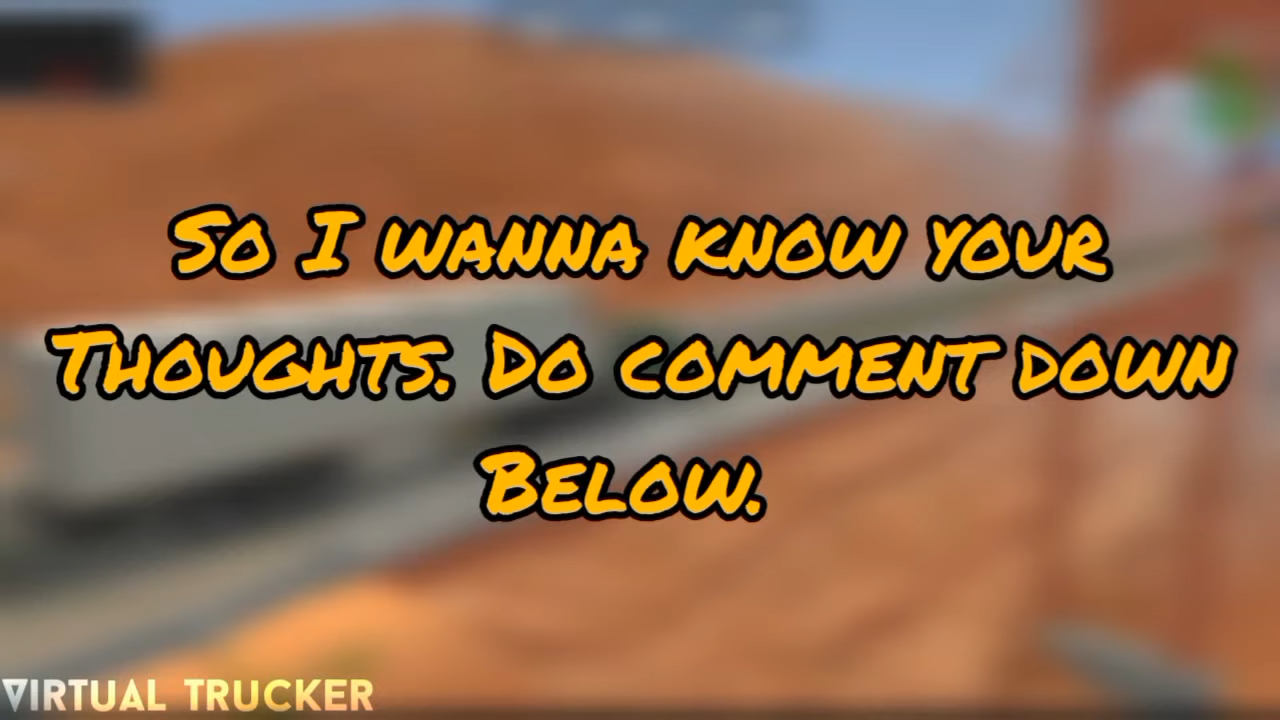 So I wanna know your
Thoughts. Do comment down
Below.
VIRTUAL TRUCKER